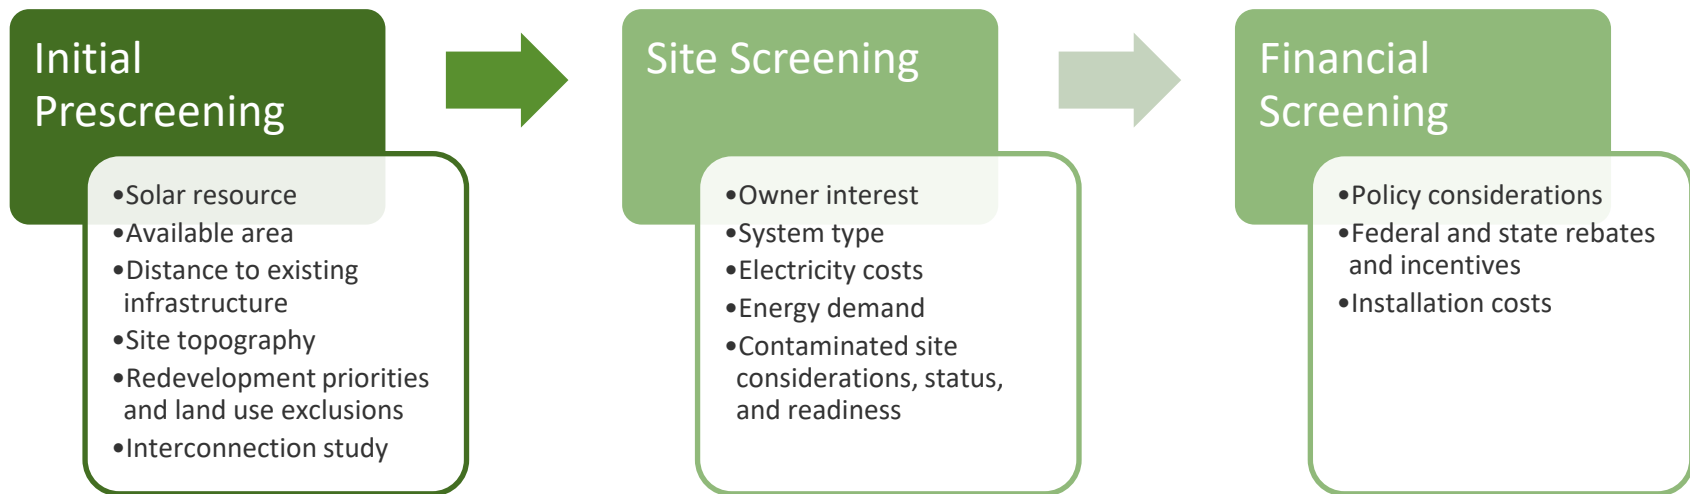 Initial
Prescreening
•Solar resource
•Available area
•Distance to existing
infrastructure
•Site topography
•Redevelopment priorities
and land use exclusions
•Interconnection study
Site Screening
•Owner interest
•System type
•Electricity costs
•Energy demand
•Contaminated site
considerations, status,
and readiness
Financial
Screening
•Policy considerations
•Federal and state rebates
and incentives
•Installation costs